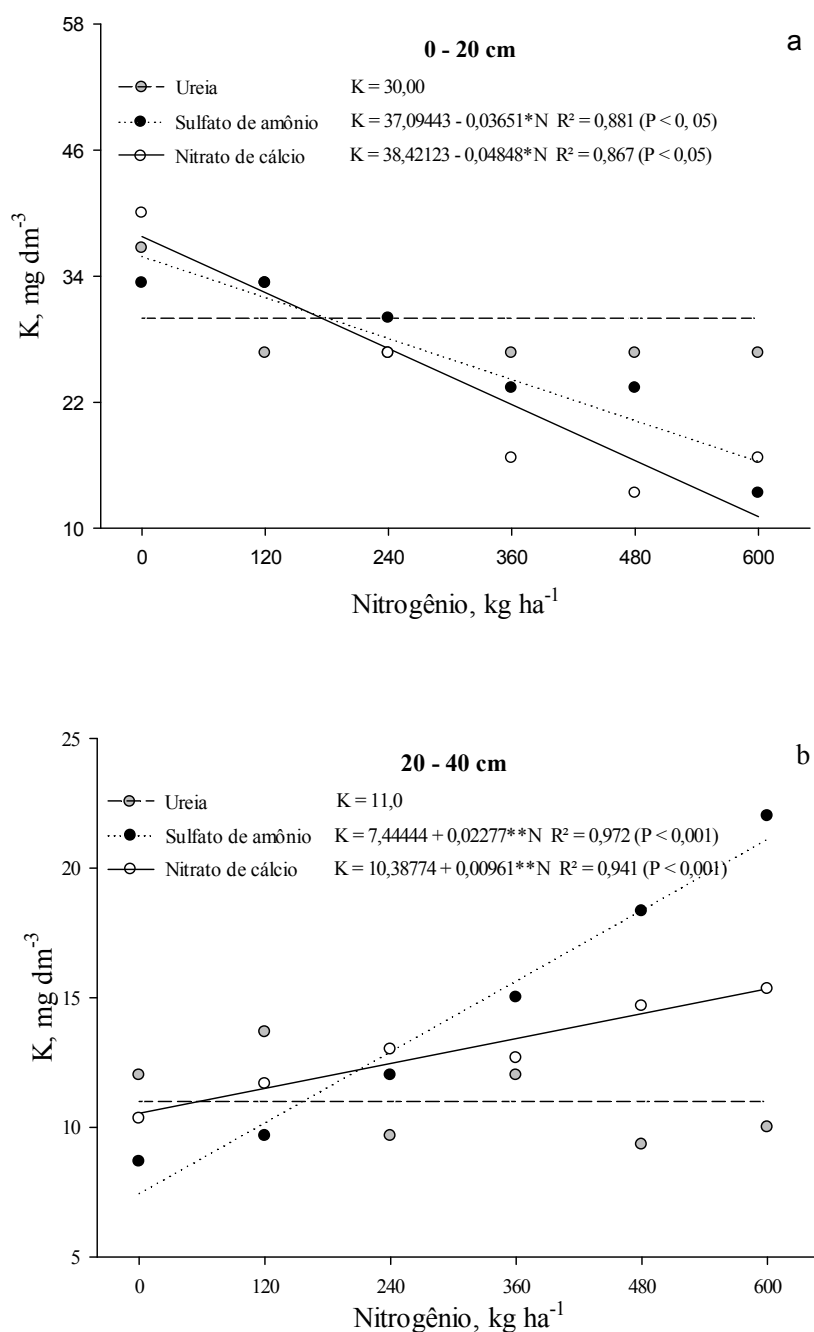 58
0 - 20 cm
a
Ureia K = 30,00
Sulfato de amônio K = 37,09443 - 0,03651*N R² = 0,881 (P < 0, 05)
46
Nitrato de cálcio K = 38,42123 - 0,04848*N R² = 0,867 (P < 0,05)
K, mg dm⁻³
34
22
10
0 120 240 360 480 600
Nitrogênio, kg ha⁻¹
25
20 - 40 cm
b
Ureia K = 11,0
Sulfato de amônio K = 7,44444 + 0,02277**N R² = 0,972 (P < 0,001)
20
Nitrato de cálcio K = 10,38774 + 0,00961**N R² = 0,941 (P < 0,001)
K, mg dm⁻³
15
10
5
0 120 240 360 480 600
Nitrogênio, kg ha⁻¹